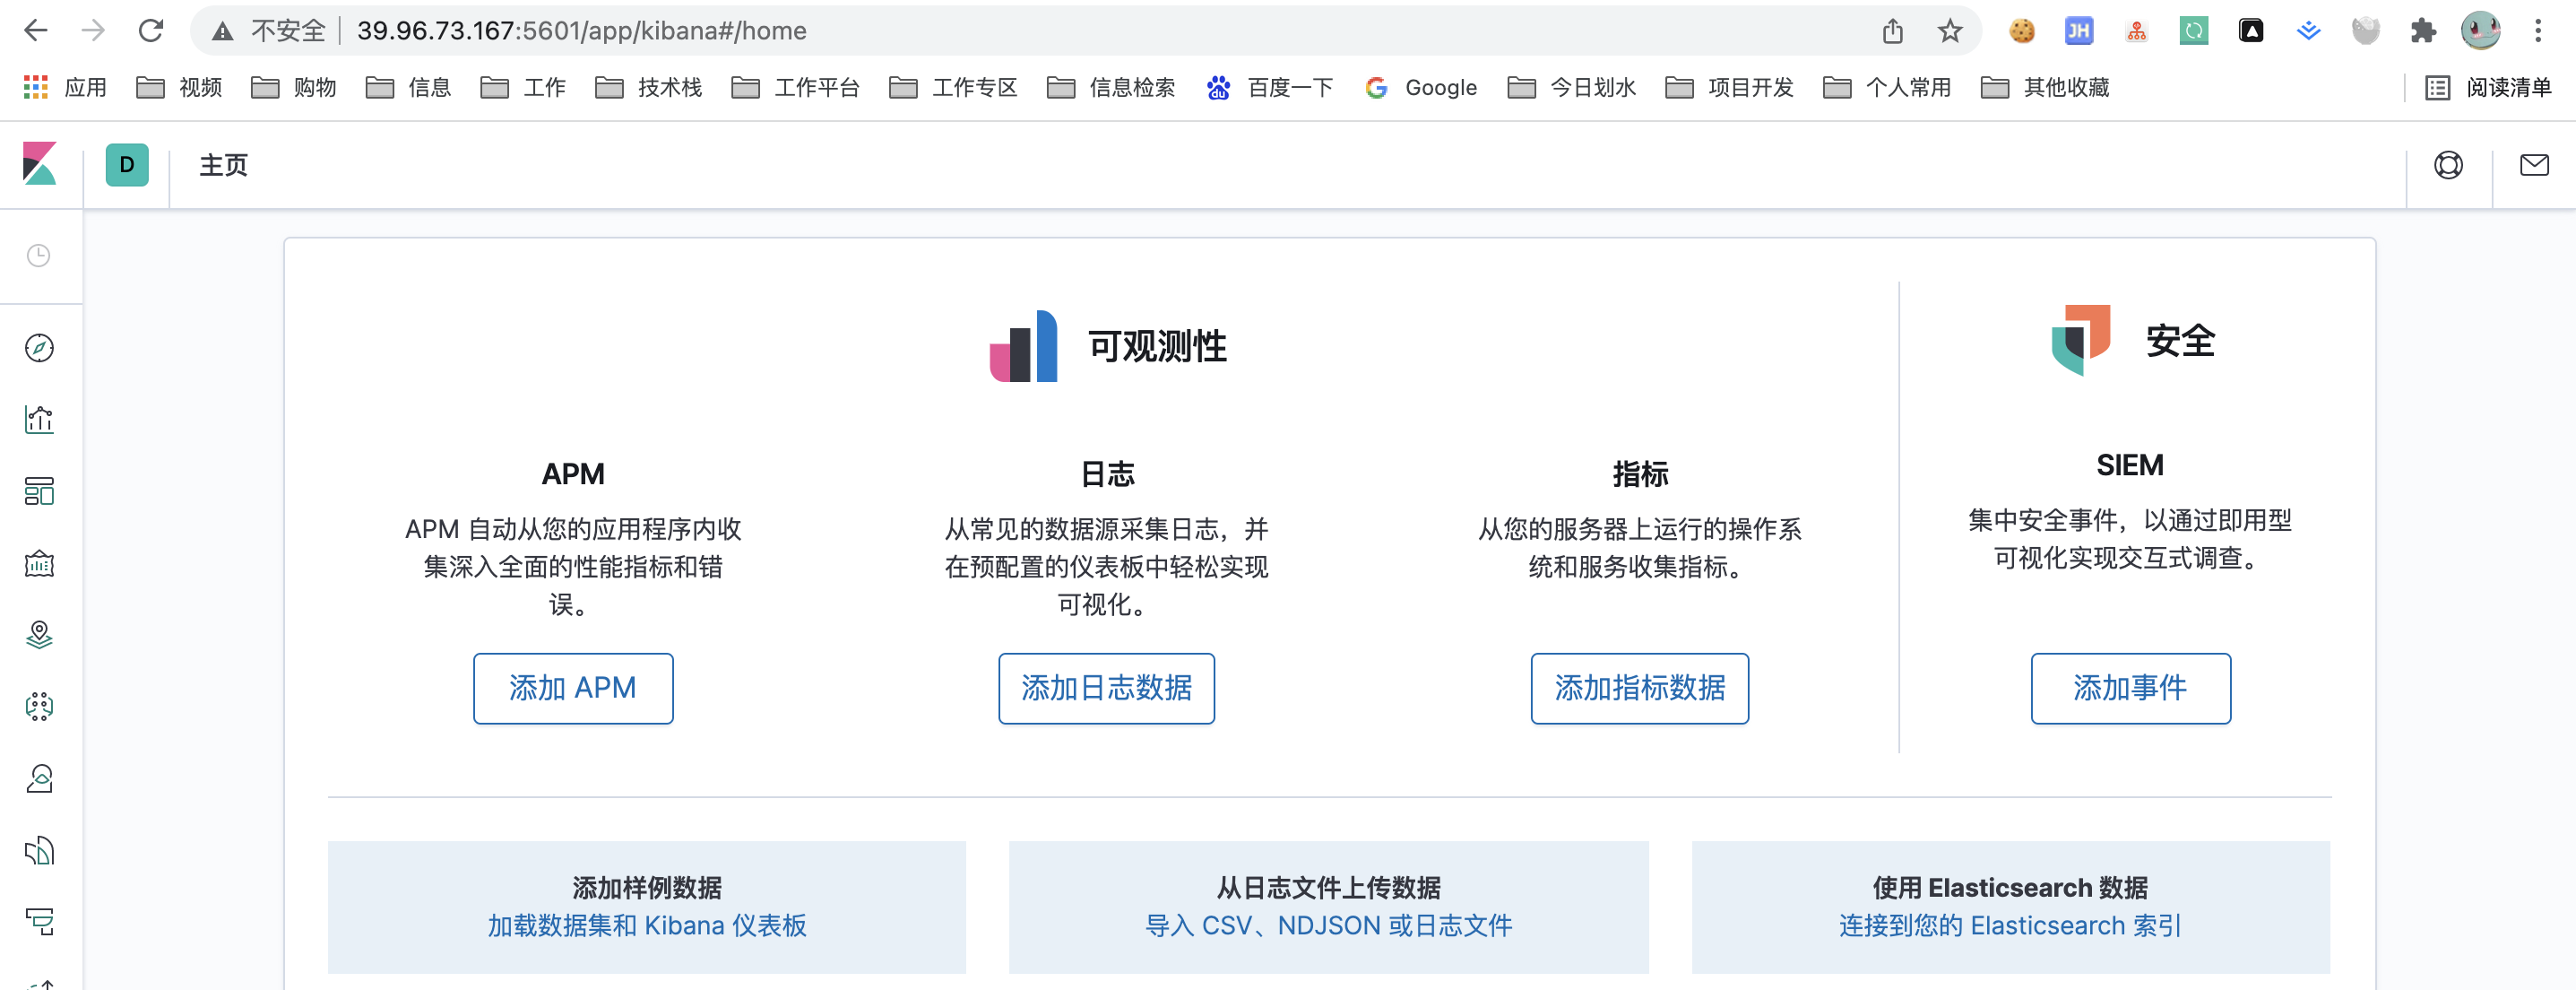 不安全 39.96.73.167:5601/app/kibana#/home
JH
应用 视频 购物 信息 工作 技术栈 工作平台 工作专区 信息检索 du 百度一下 G Google 今日划水 项目开发 个人常用 其他收藏 阅读清单
D 主页
可观测性
安全
APM
APM 自动从您的应用程序内收
集深入全面的性能指标和错
误。
添加 APM
日志
从常见的数据源采集日志，并
在预配置的仪表板中轻松实现
可视化。
添加日志数据
指标
从您的服务器上运行的操作系
统和服务收集指标。
添加指标数据
SIEM
集中安全事件，以通过即用型
可视化实现交互式调查。
添加事件
添加样例数据
加载数据集和 Kibana 仪表板
从日志文件上传数据
导入 CSV、NDJSON 或日志文件
使用 Elasticsearch 数据
连接到您的 Elasticsearch 索引